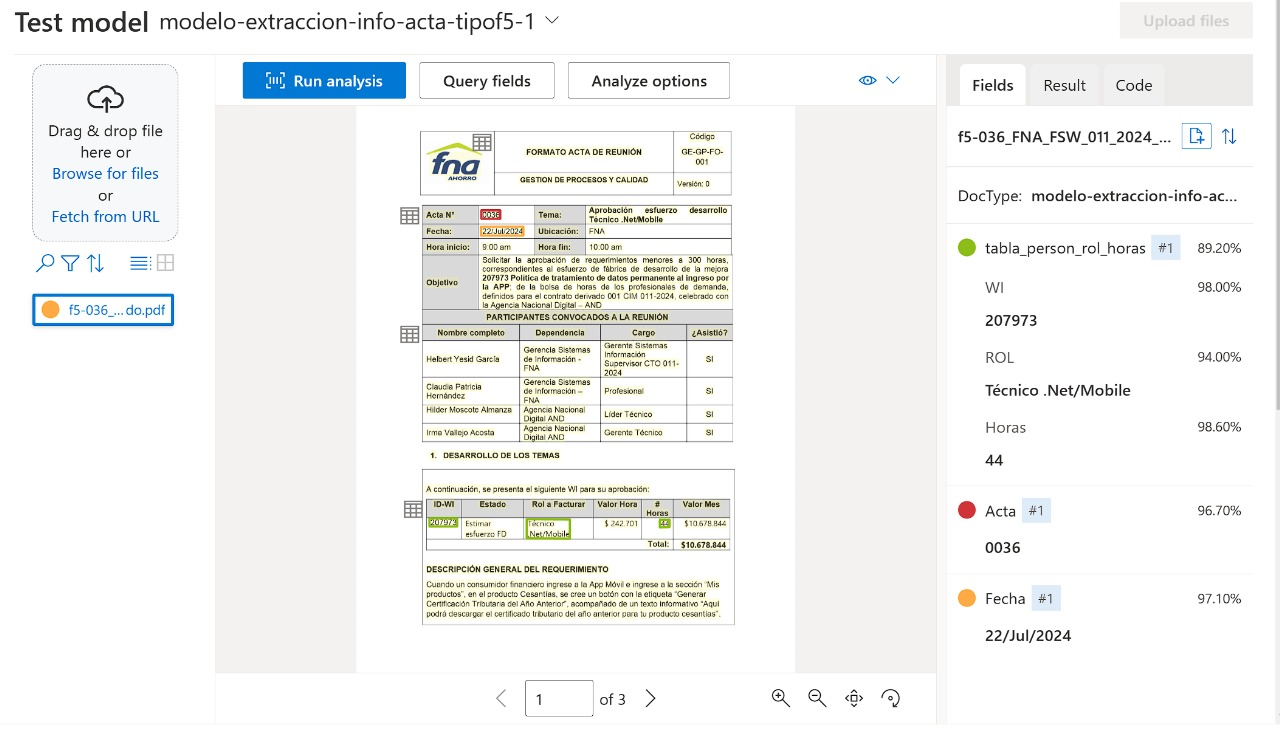 Test model modelo-extraccion-info-acta-tipof5-1
Upload files
Drag & drop file
here or
Browse for files
or
Fetch from URL
f5-036_... do.pdf
Run analysis
Query fields
Analyze options
fna
AHORRO
FORMATO ACTA DE REUNIÓN
GESTION DE PROCESOS Y CALIDAD
Código
GE-GP-FO-
001
Versión: 0
Acta N° 0036 Tema: Aprobación esfuerzo desarrollo
Técnico .Net/Mobile
Fecha: 22/Jul/2024 Ubicación: FNA
Hora inicio: 9:00 am Hora fin: 10:00 am
Objetivo
Solicitar la aprobación de requerimientos menores a 300 horas,
correspondientes al esfuerzo de fábrica de desarrollo de la mejora
207973 Política de tratamiento de datos permanente al ingreso por
la APP; de la bolsa de horas de los profesionales de demanda,
definidos para el contrato derivado 001 CIM 011-2024, celebrado con
la Agencia Nacional Digital – AND
PARTICIPANTES CONVOCADOS A LA REUNIÓN
Nombre completo Dependencia Cargo ¿Asistió?
Helbert Yesid García
Gerencia Sistemas
de Información -
FNA
Gerente Sistemas
Información
Supervisor CTO 011-
2024
SI
Claudia Patricia
Hernández
Gerencia Sistemas
de Información –
FNA
Profesional
SI
Hilder Moscote Almanza
Agencia Nacional
Digital AND
Líder Técnico
SI
Irma Vallejo Acosta
Agencia Nacional
Digital AND
Gerente Técnico
SI
1. DESARROLLO DE LOS TEMAS
A continuación, se presenta el siguiente WI para su aprobación:
ID-WI Estado Rol a Facturar Valor Hora # Horas Valor Mes
207973
Estimar
esfuerzo FD
Técnico
.Net/Mobile
$ 242.701
44
$10.678.844
Total: $10.678.844
DESCRIPCIÓN GENERAL DEL REQUERIMIENTO
Cuando un consumidor financiero ingrese a la App Móvil e ingrese a la sección "Mis
productos", en el producto Cesantías, se cree un botón con la etiqueta "Generar
Certificación Tributaria del Año Anterior", acompañado de un texto informativo "Aquí
podrá descargar el certificado tributario del año anterior para tu producto cesantías".
1 of 3
Fields Result Code
f5-036_FNA_FSW_011_2024_...
DocType: modelo-extraccion-info-ac...
tabla_person_rol_horas #1 89.20%
WI 98.00%
207973
ROL 94.00%
Técnico .Net/Mobile
Horas 98.60%
44
Acta #1 96.70%
0036
Fecha #1 97.10%
22/Jul/2024